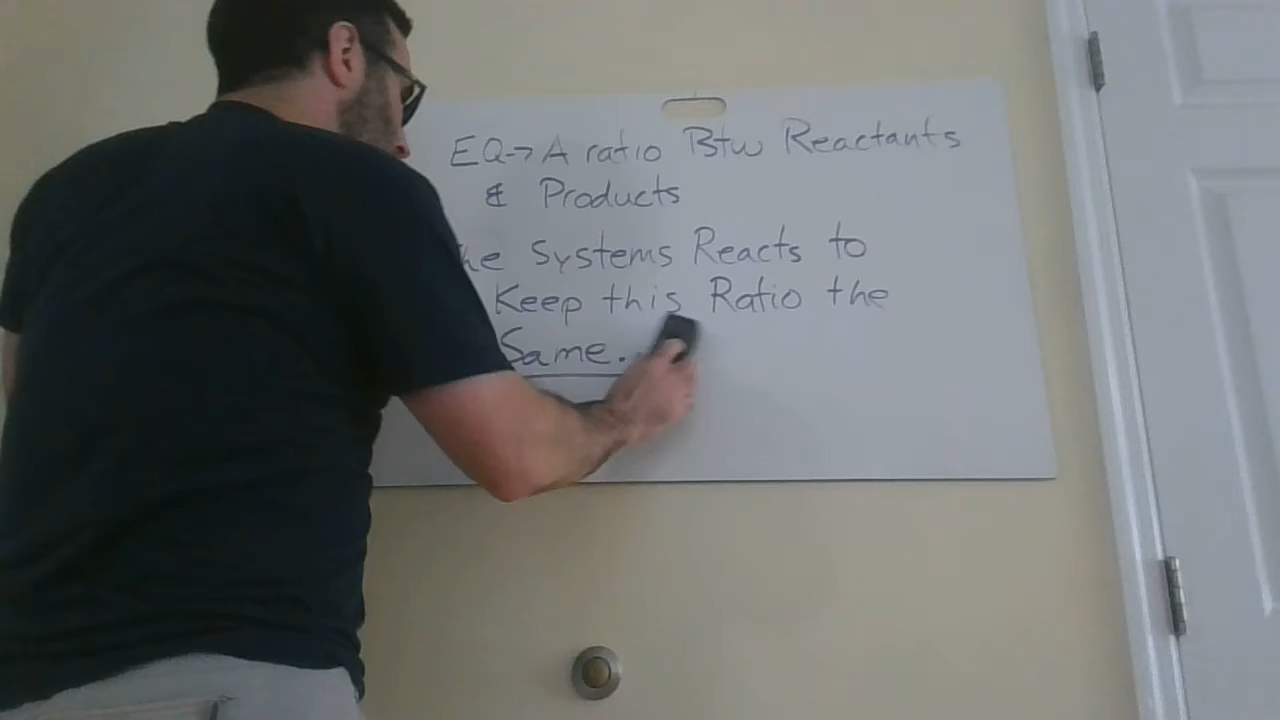 EQ→ A ratio Btw Reactants
& Products
he Systems Reacts to
Keep this Ratio the
Same.